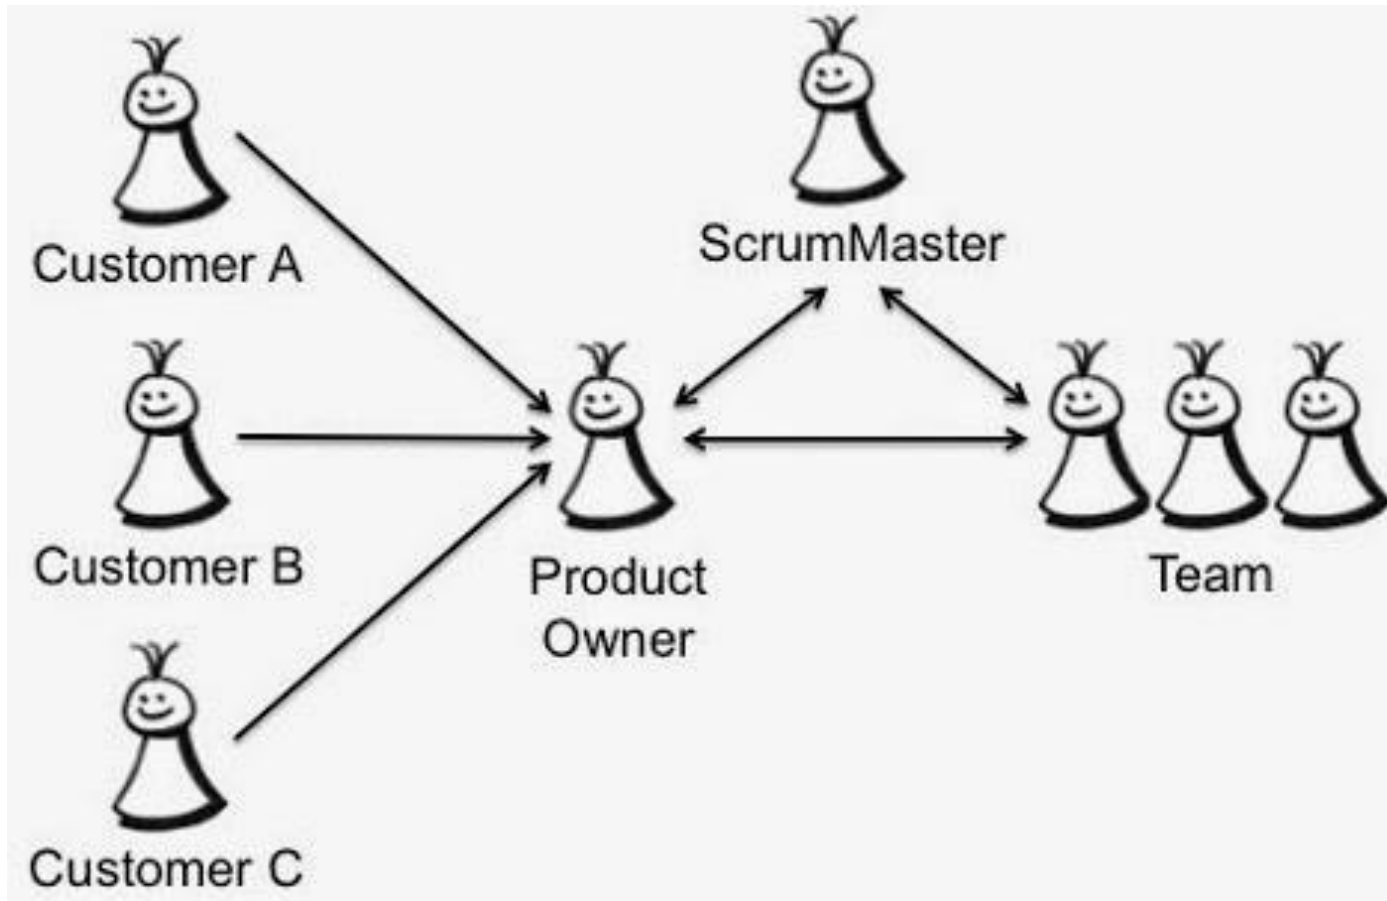 Customer A
ScrumMaster
Customer B
Product
Owner
Team
Customer C